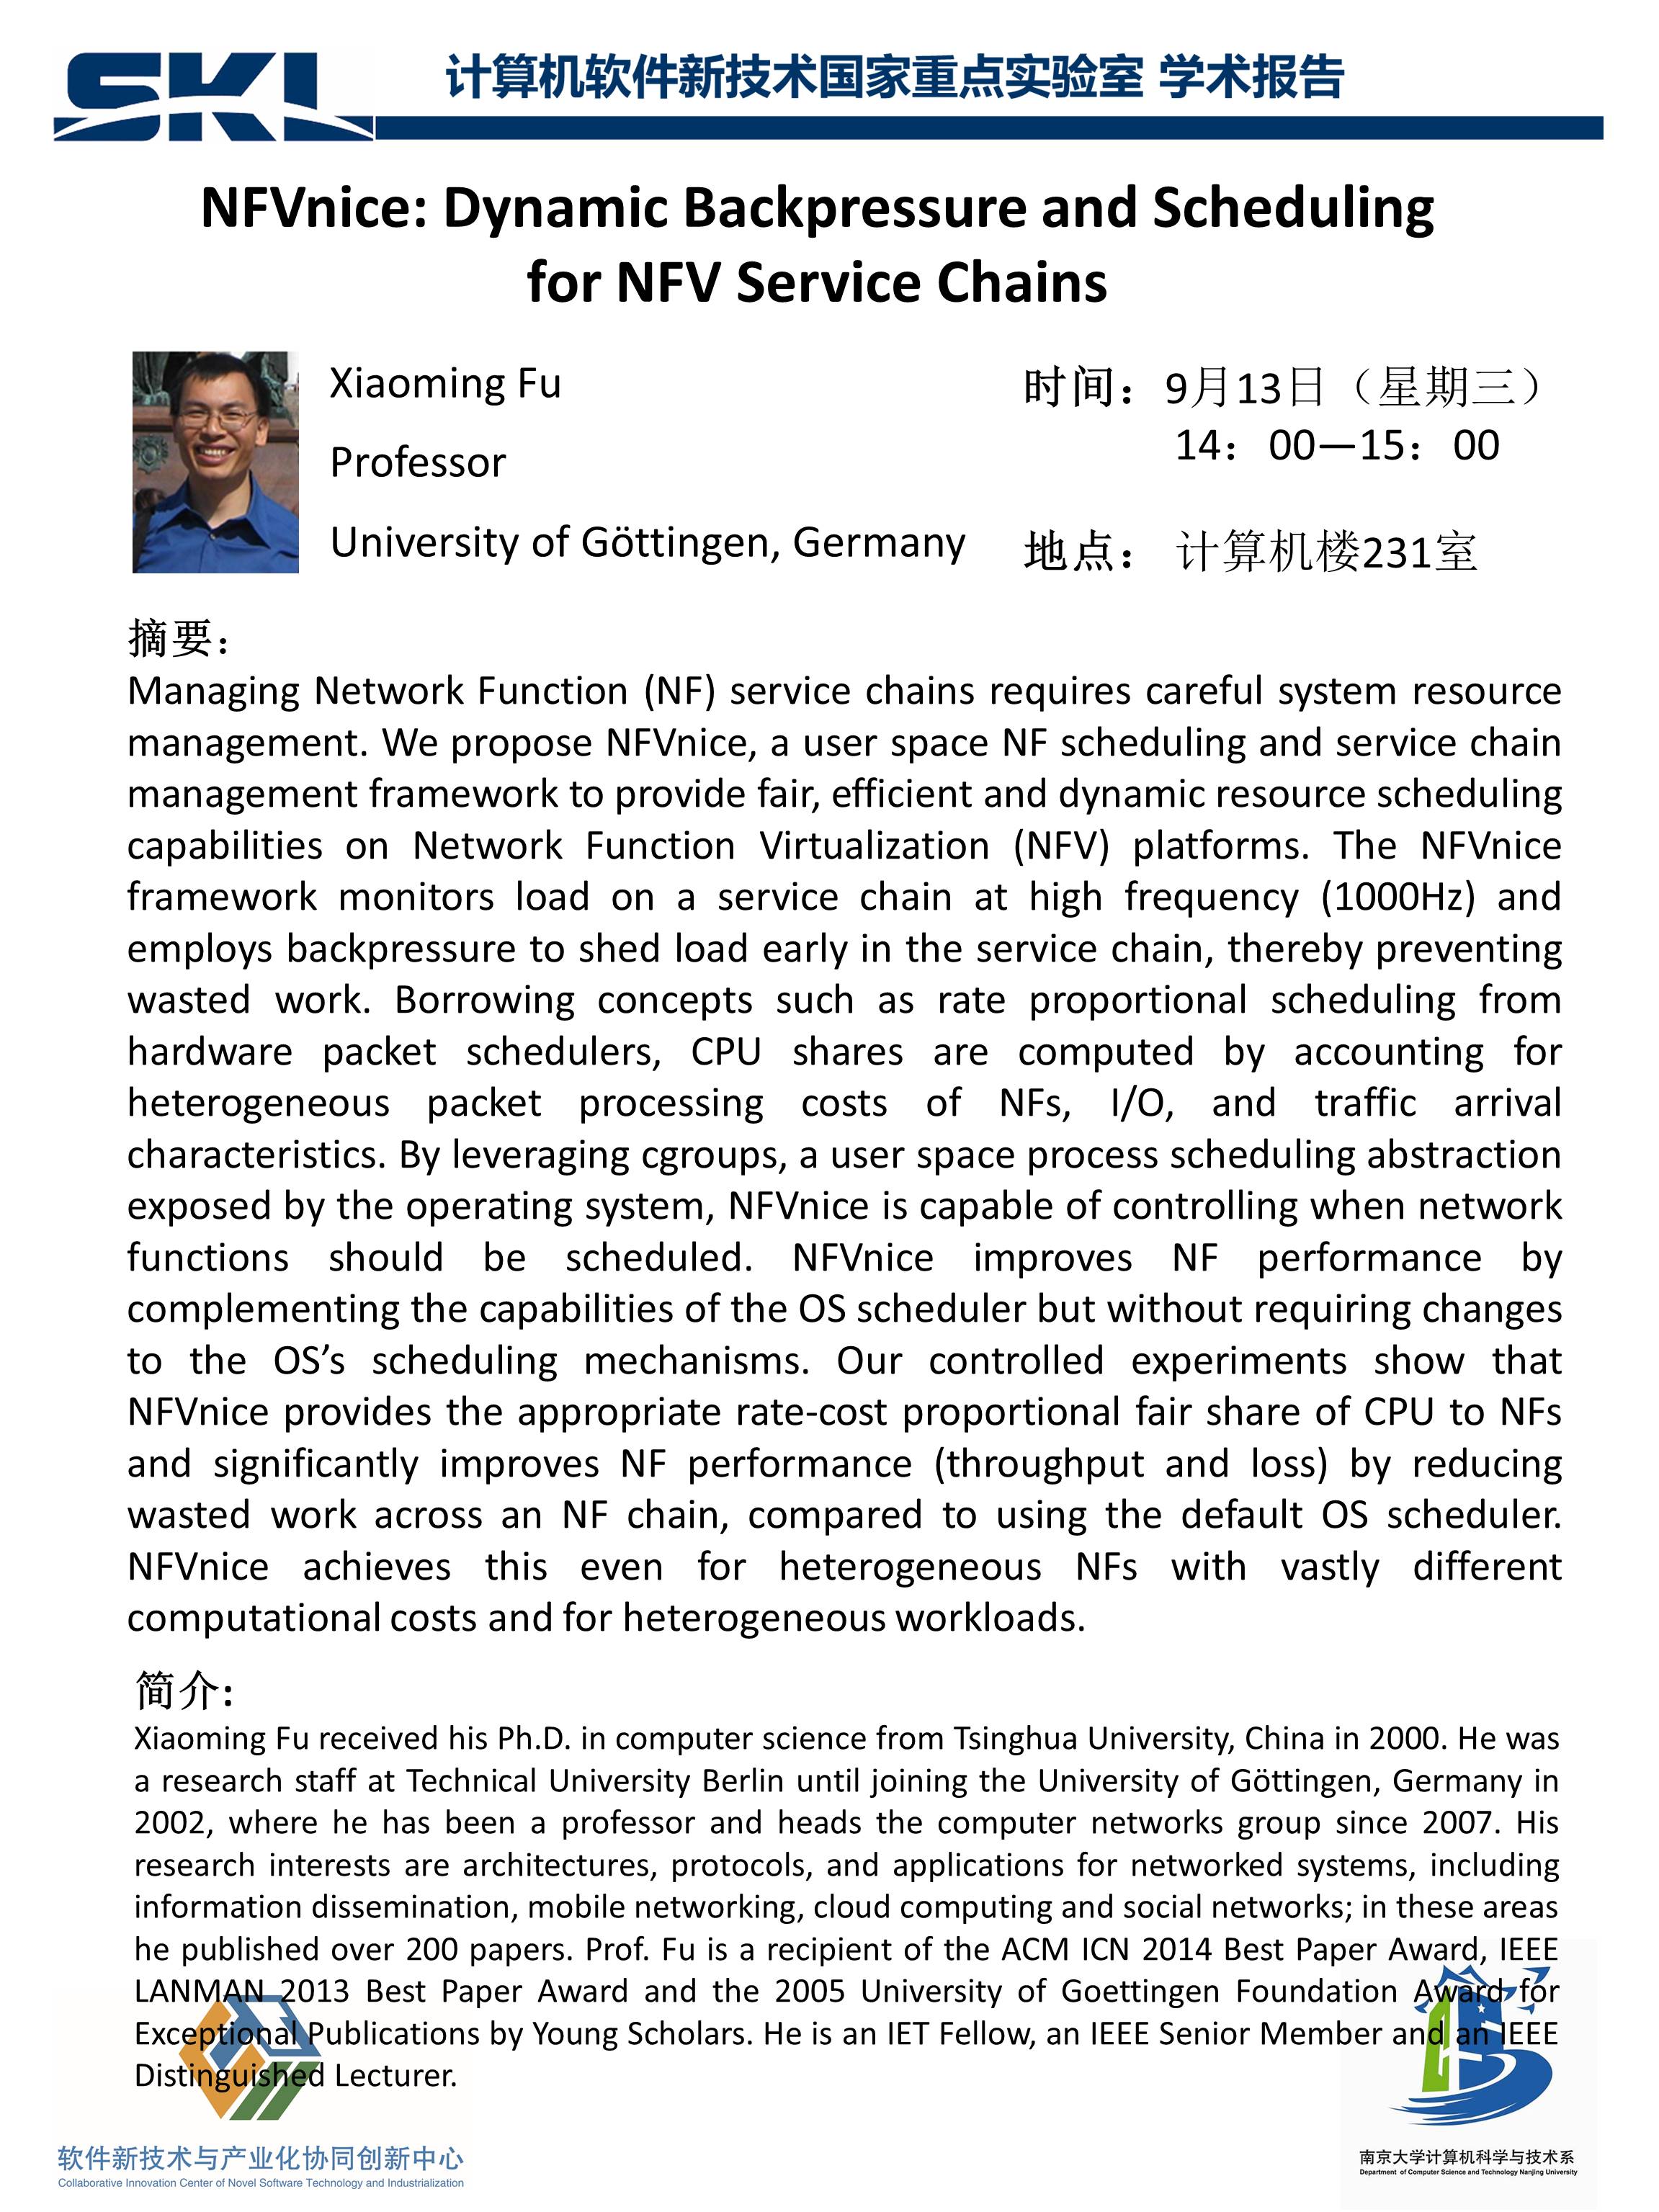 SKL
计算机软件新技术国家重点实验室 学术报告
NFVnice: Dynamic Backpressure and Scheduling
for NFV Service Chains
Xiaoming Fu
Professor
University of Göttingen, Germany
时间：9月13日（星期三）
14：00—15：00
地点： 计算机楼231室
摘要：
Managing Network Function (NF) service chains requires careful system resource
management. We propose NFVnice, a user space NF scheduling and service chain
management framework to provide fair, efficient and dynamic resource scheduling
capabilities on Network Function Virtualization (NFV) platforms. The NFVnice
framework monitors load on a service chain at high frequency (1000Hz) and
employs backpressure to shed load early in the service chain, thereby preventing
wasted work. Borrowing concepts such as rate proportional scheduling from
hardware packet schedulers, CPU shares are computed by accounting for
heterogeneous packet processing costs of NFs, I/O, and traffic arrival
characteristics. By leveraging cgroups, a user space process scheduling abstraction
exposed by the operating system, NFVnice is capable of controlling when network
functions should be scheduled. NFVnice improves NF performance by
complementing the capabilities of the OS scheduler but without requiring changes
to the OS’s scheduling mechanisms. Our controlled experiments show that
NFVnice provides the appropriate rate-cost proportional fair share of CPU to NFs
and significantly improves NF performance (throughput and loss) by reducing
wasted work across an NF chain, compared to using the default OS scheduler.
NFVnice achieves this even for heterogeneous NFs with vastly different
computational costs and for heterogeneous workloads.
简介:
Xiaoming Fu received his Ph.D. in computer science from Tsinghua University, China in 2000. He was
a research staff at Technical University Berlin until joining the University of Göttingen, Germany in
2002, where he has been a professor and heads the computer networks group since 2007. His
research interests are architectures, protocols, and applications for networked systems, including
information dissemination, mobile networking, cloud computing and social networks; in these areas
he published over 200 papers. Prof. Fu is a recipient of the ACM ICN 2014 Best Paper Award, IEEE
LANMAN 2013 Best Paper Award and the 2005 University of Goettingen Foundation Award for
Exceptional Publications by Young Scholars. He is an IET Fellow, an IEEE Senior Member and an IEEE
Distinguished Lecturer.
软件新技术与产业化协同创新中心
Collaborative Innovation Center of Novel Software Technology and Industrialization
南京大学计算机科学与技术系
Department of Computer Science and Technology Nanjing University